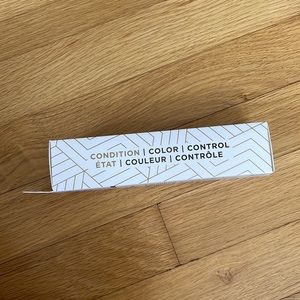 CONDITION | COLOR | CONTROL
ÉTAT | COULEUR | CONTRÔLE